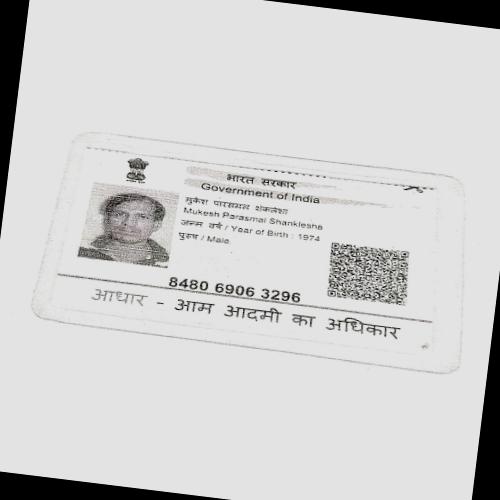 भारत सरकार
Government of India
मुकेश पारसमल शंकलेशा
Mukesh Parasmal Shanklesha
जन्म वर्ष / Year of Birth : 1974
पुरुष / Male
8480 6906 3296
आधार - आम आदमी का अधिकार